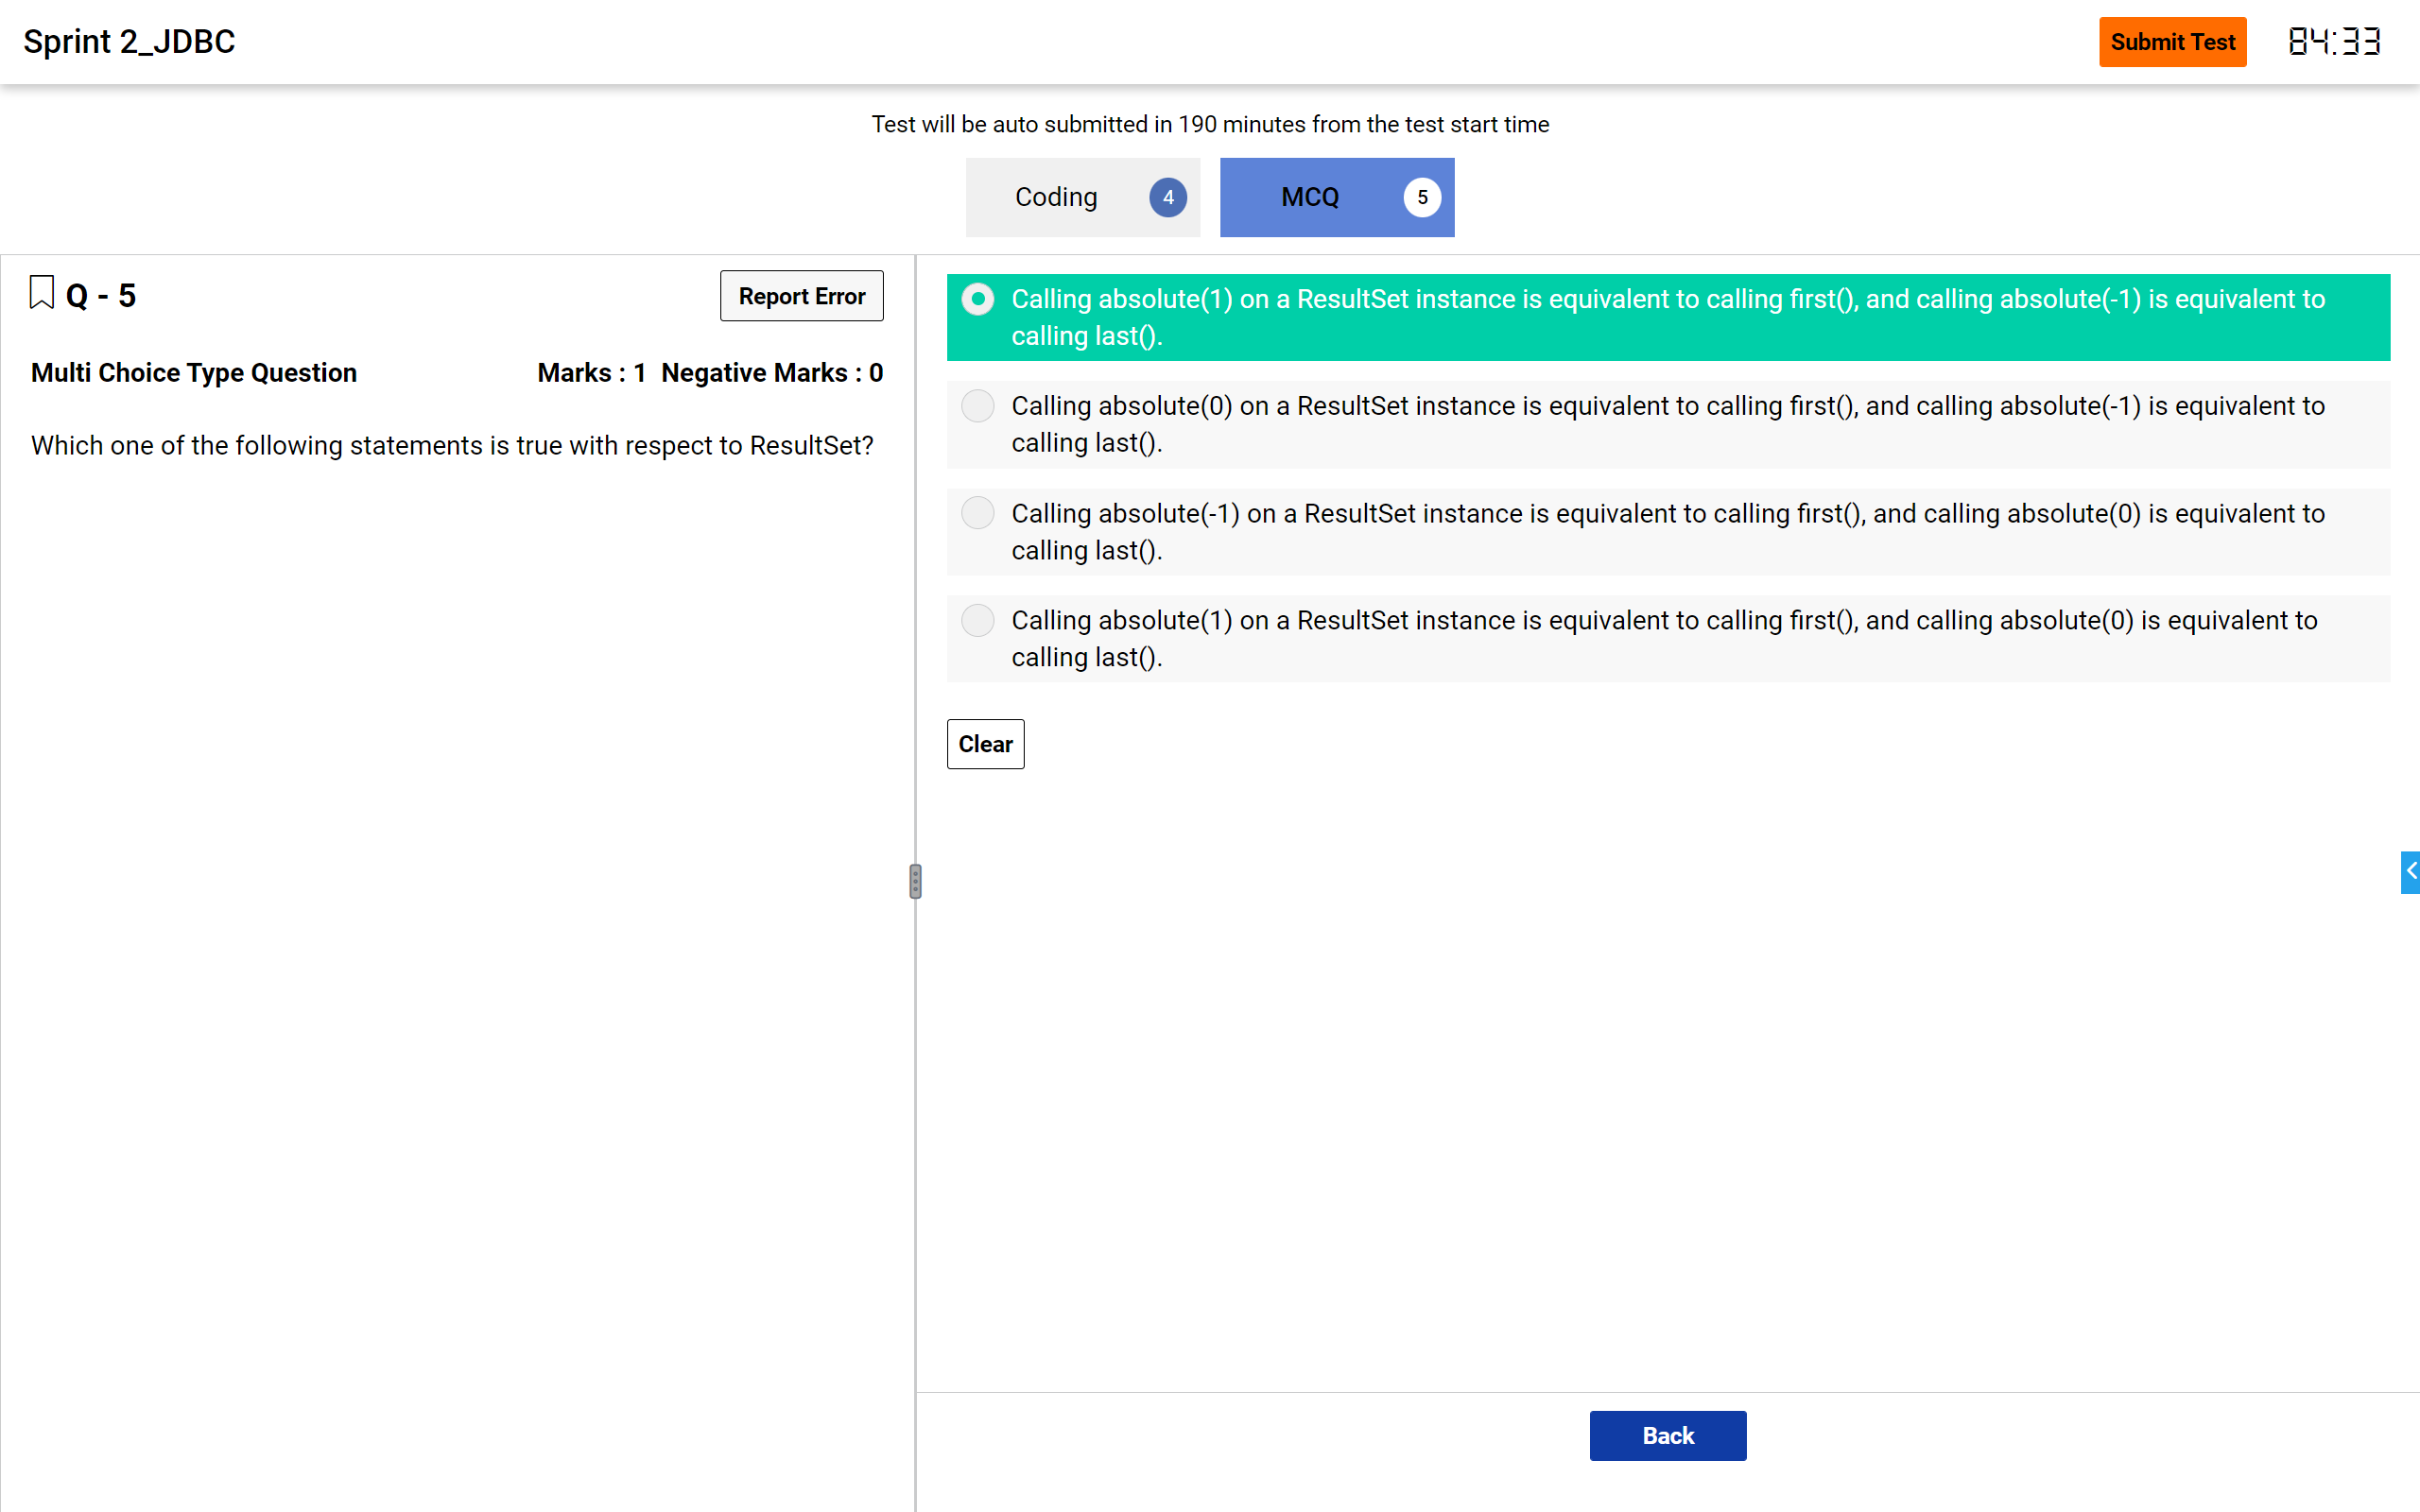 Sprint 2_JDBC
Submit Test
84:33
Test will be auto submitted in 190 minutes from the test start time
Coding 4
MCQ 5
Q - 5
Report Error
Multi Choice Type Question
Marks : 1 Negative Marks : 0
Which one of the following statements is true with respect to ResultSet?
Calling absolute(1) on a ResultSet instance is equivalent to calling first(), and calling absolute(-1) is equivalent to
calling last().
Calling absolute(0) on a ResultSet instance is equivalent to calling first(), and calling absolute(-1) is equivalent to
calling last().
Calling absolute(-1) on a ResultSet instance is equivalent to calling first(), and calling absolute(0) is equivalent to
calling last().
Calling absolute(1) on a ResultSet instance is equivalent to calling first(), and calling absolute(0) is equivalent to
calling last().
Clear
Back